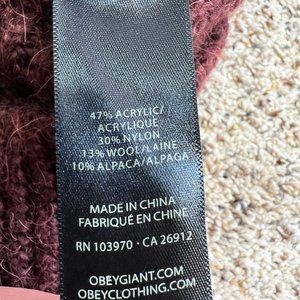 47% ACRYLIC/
ACRYLIQUE
30% NYLON
13% WOOL/LAINE
10% ALPACA/ALPAGA
MADE IN CHINA
FABRIQUÉ EN CHINE
RN 103970 · CA 26912
OBEYGIANT.COM
OBEYCLOTHING.COM